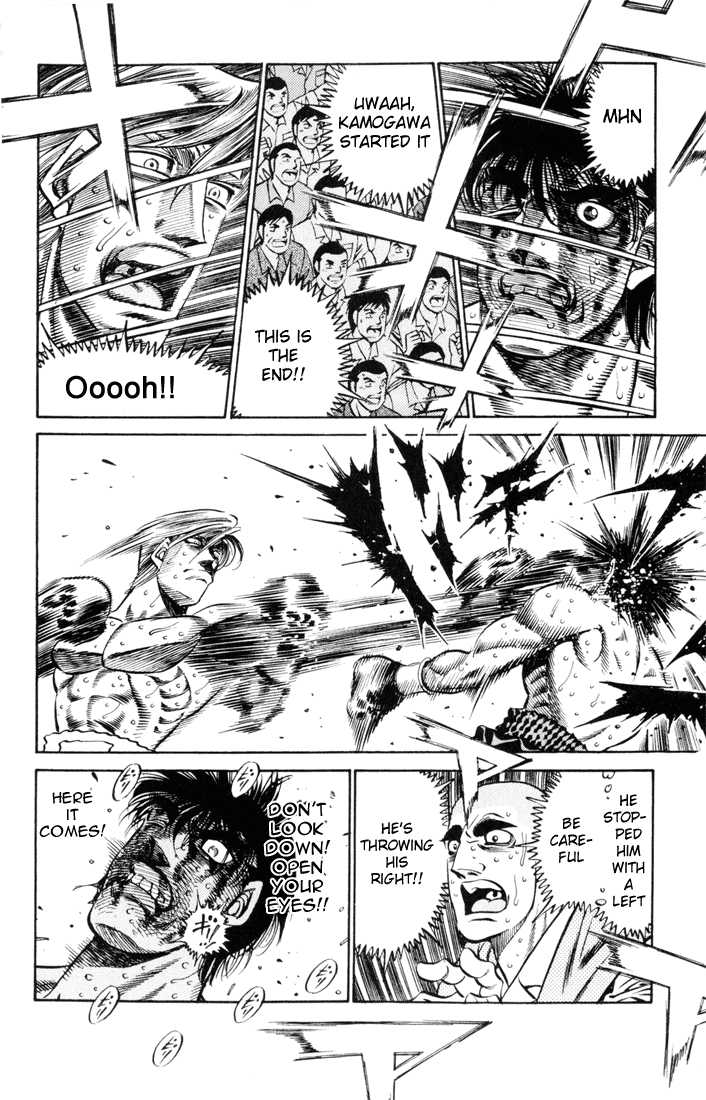 MHN
UWAAH,
KAMOGAWA
STARTED IT
THIS IS
THE
END!!
Ooooh!!
HE
STOP-
PED HIM
WITH
A
LEFT
BE
CARE-
FUL
HE'S
THROWING
HIS
RIGHT!!
DON'T
LOOK
DOWN!
OPEN
YOUR
EYES!!
HERE
IT
COMES!